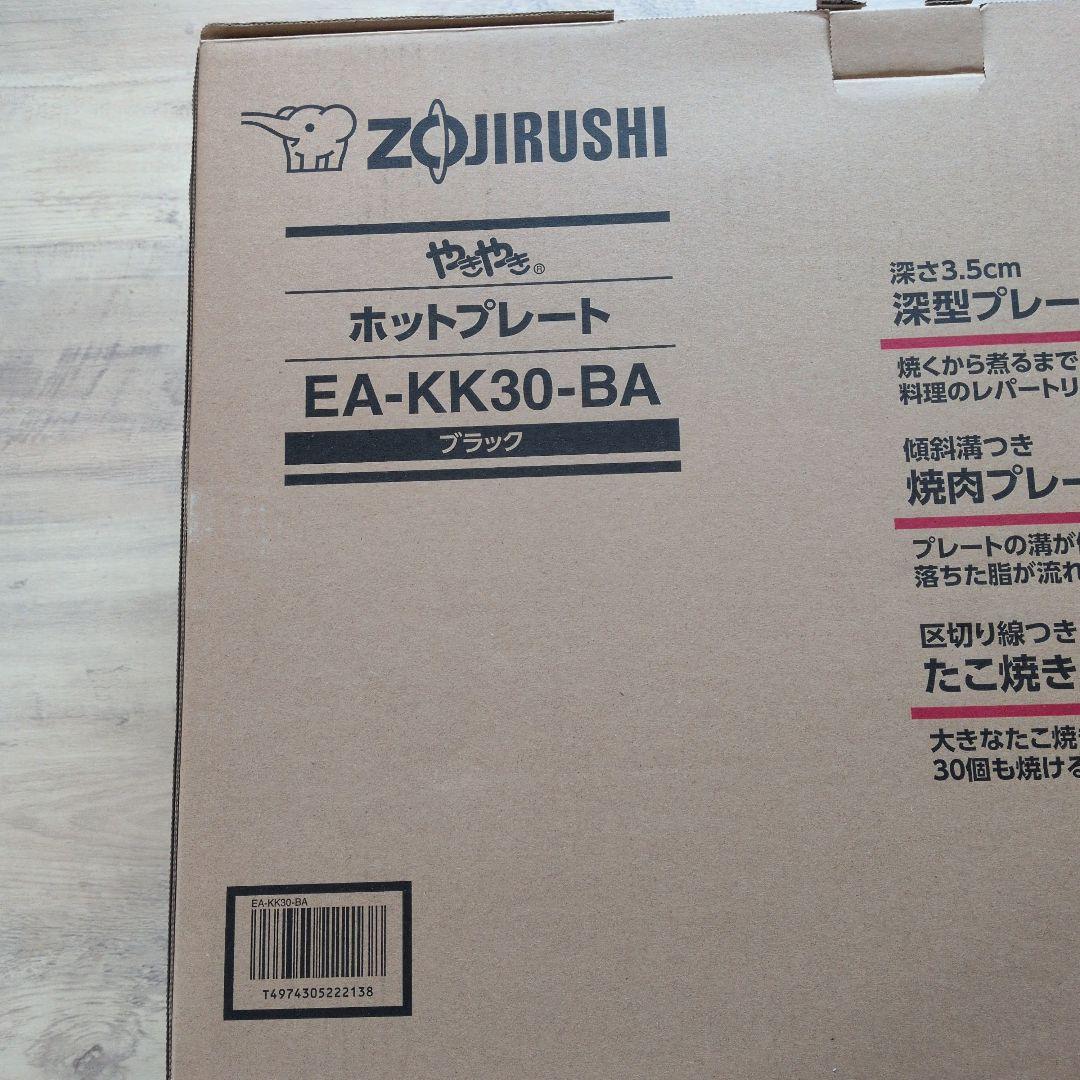 ZOJIRUSHI
やきやき®
ホットプレート
EA-KK30-BA
ブラック
深さ3.5cm
深型プレー
焼くから煮るまで
料理のレパートリ
傾斜溝つき
焼肉プレー
プレートの溝が
落ちた脂が流れ
区切り線つき
たこ焼き
大きなたこ焼
30個も焼ける
EA-KK30-BA
T4974305222138